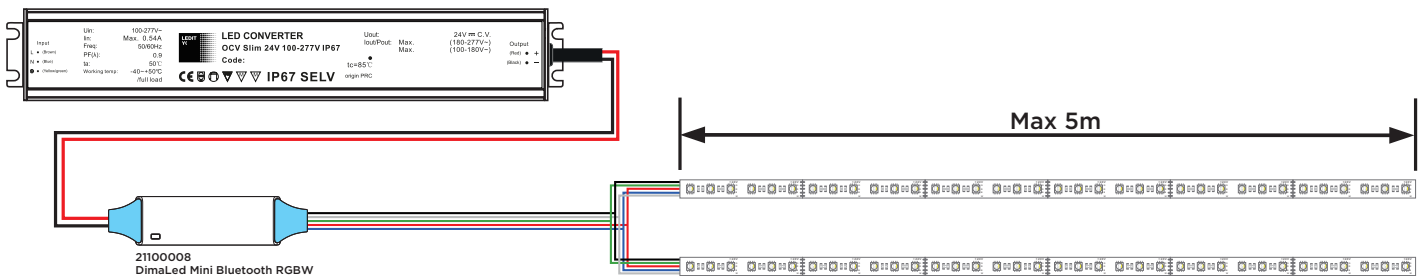 Input
L • (Brown)
N • (Blue)
(Yellowgreen)
Uin: 100-277V~
Iin: Max. 0.54A
Freq: 50/60Hz
PF(λ): 0.9
ta: 50℃
Working temp: -40~+50℃
/full load
LEDIT
YK
LED CONVERTER
OCV Slim 24V 100-277V IP67
Code:
tc=85℃
IP67 SELV
origin PRC
Uout: 24V C.V.
Iout/Pout: Max. (180-277V~)
Max. (100-180V~)
Output
(Red) • +
(Black) • −
Max 5m
21100008
DimaLed Mini Bluetooth RGBW